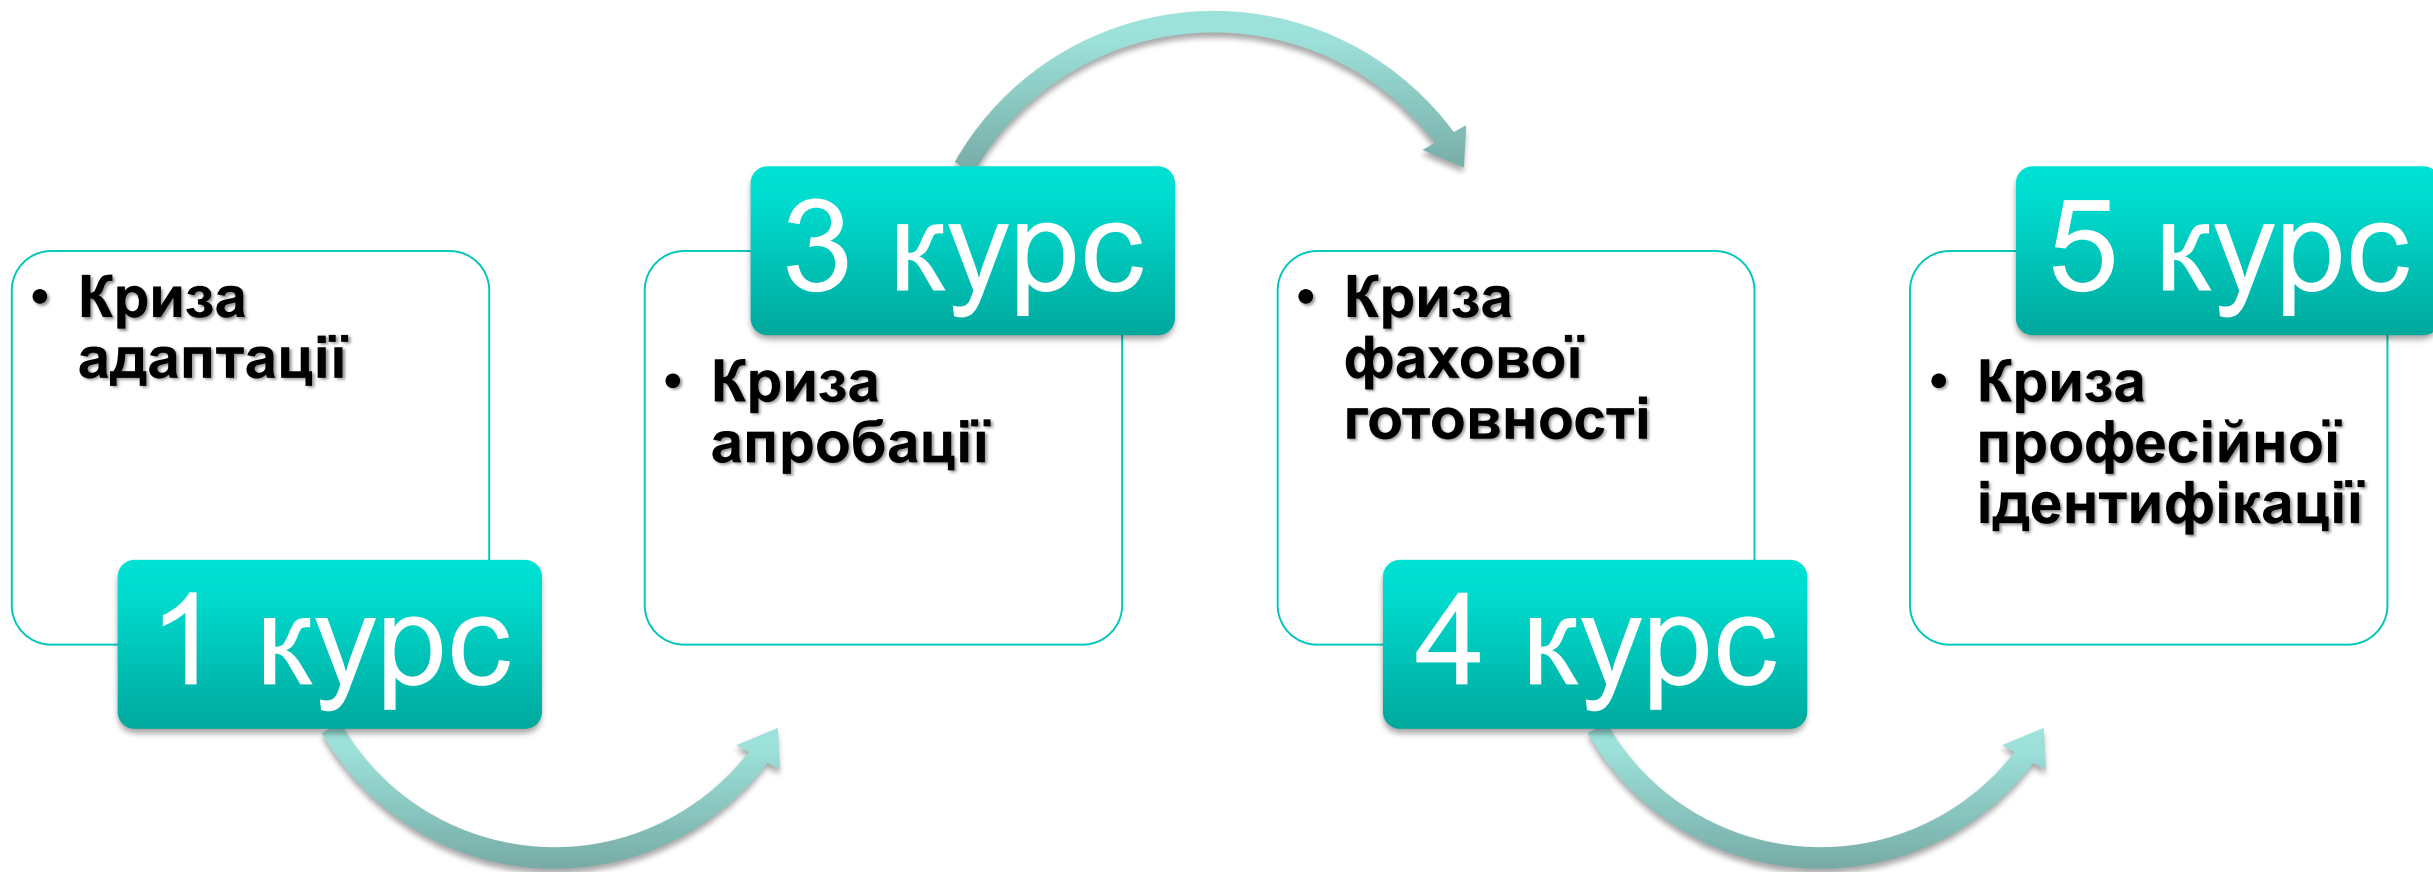 • Криза
адаптації
1 курс
3 курс
• Криза
апробації
• Криза
фахової
готовності
4 курс
5 курс
• Криза
професійної
ідентифікації